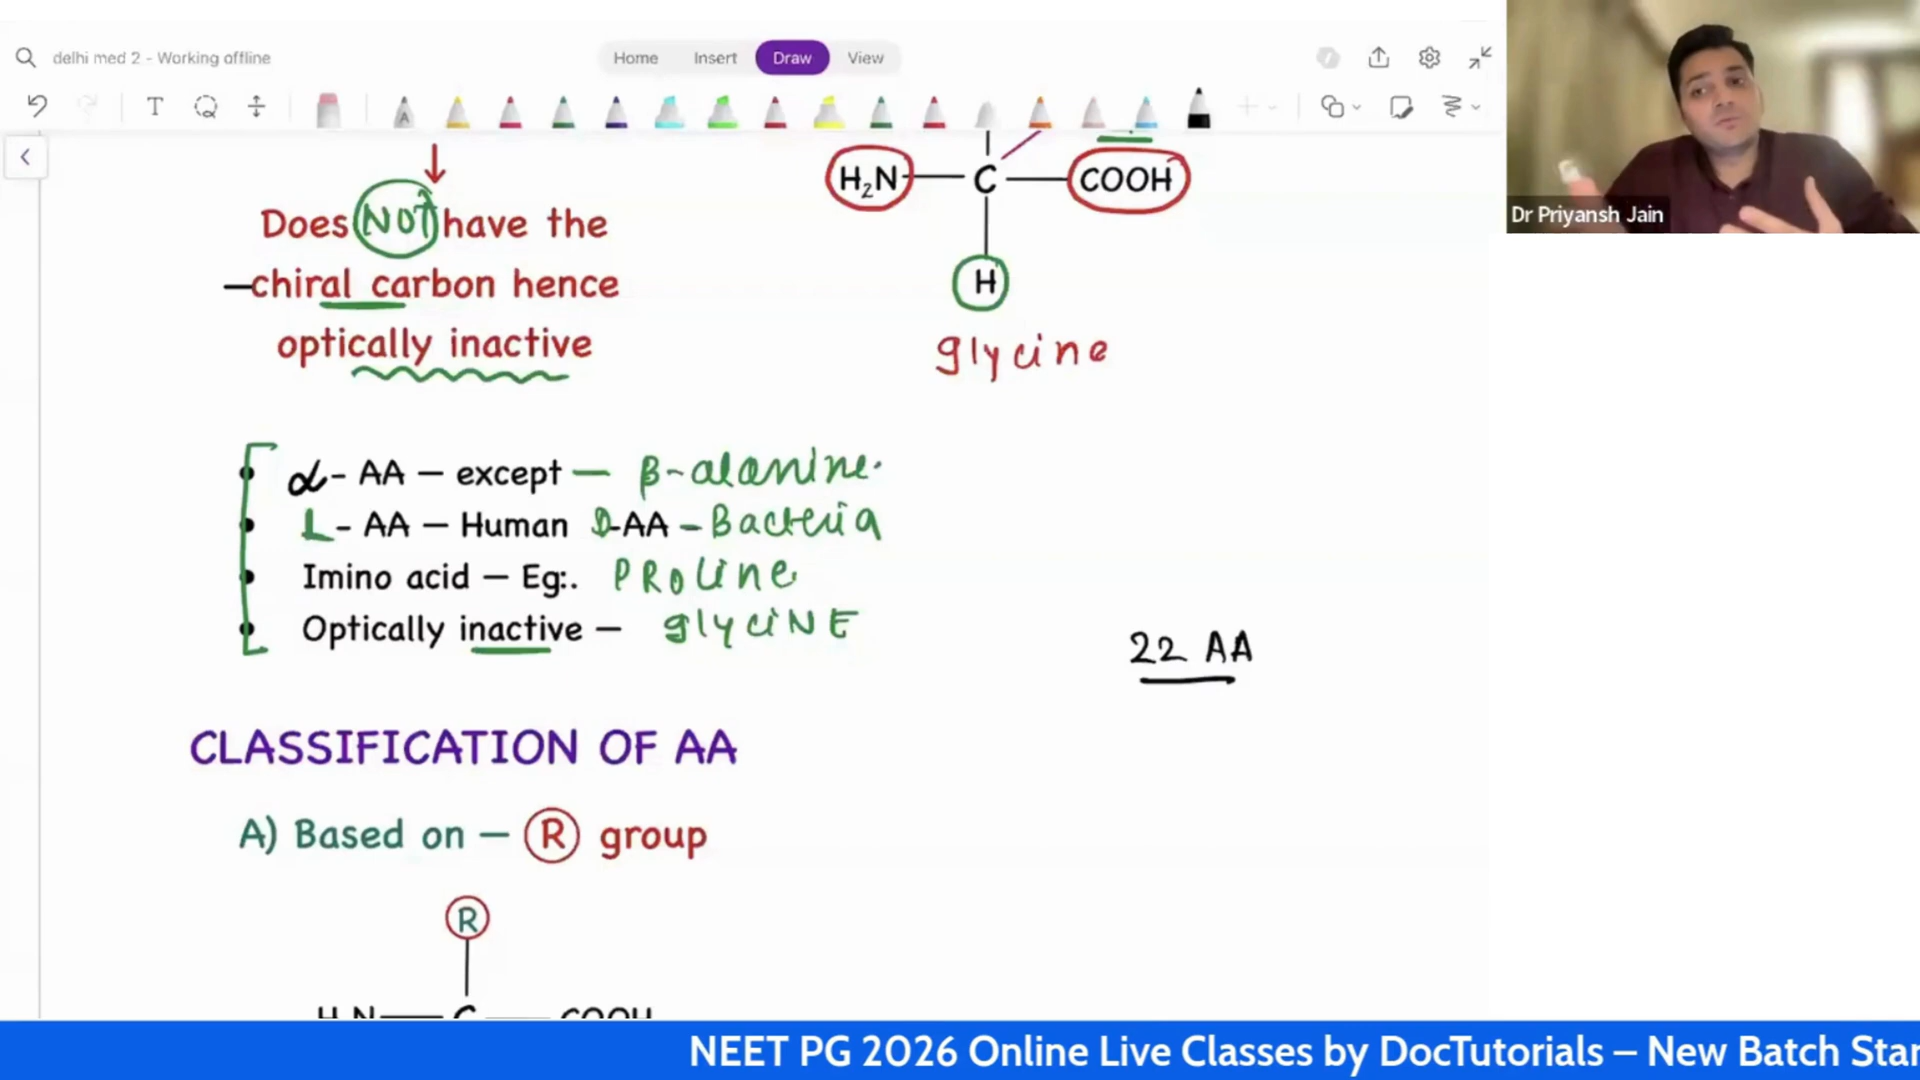 delhi med 2 - Working offline
Home Insert Draw View
T
A
H₂N — C — COOH
H
glycine
Does NOT have the
chiral carbon hence
optically inactive
α- AA — except — β-alanine.
L- AA — Human D-AA - Bacteria
Imino acid — Eg:. PROLINE
Optically inactive — glyciNE
22 AA
CLASSIFICATION OF AA
A) Based on — R group
R
H N — C — COOH
Dr Priyansh Jain
NEET PG 2026 Online Live Classes by DocTutorials – New Batch Star